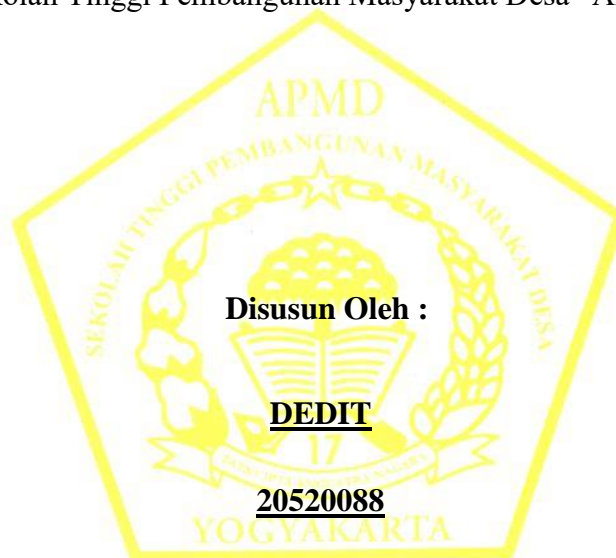 Tinggi Pembangunan Masyarakat Desa
APMD
SEKOLAH TINGGI PEMBANGUNAN MASYARAKAT DESA
Disusun Oleh :
DEDIT
17
20520088
YOGYAKARTA